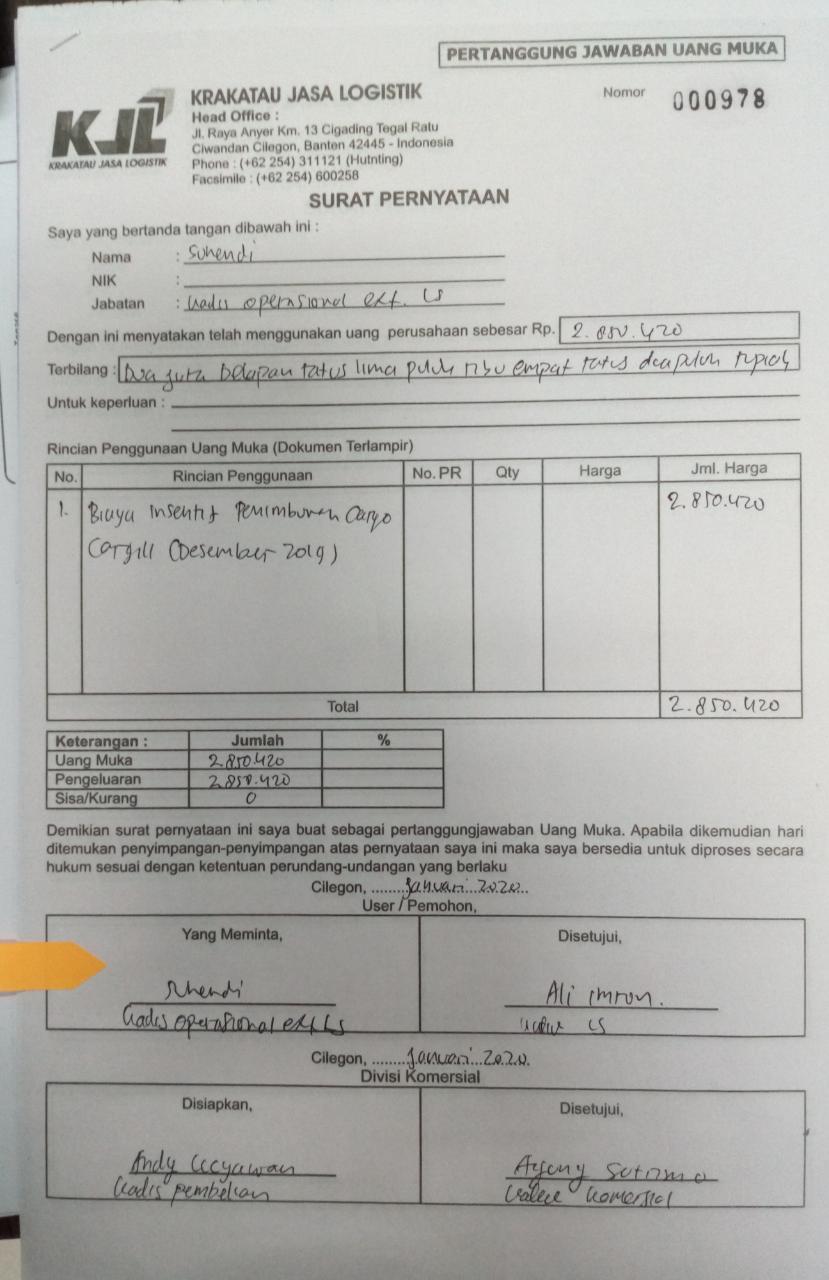 PERTANGGUNG JAWABAN UANG MUKA
KJL
KRAKATAU JASA LOGISTIK
KRAKATAU JASA LOGISTIK
Nomor 000978
Head Office :
Jl. Raya Anyer Km. 13 Cigading Tegal Ratu
Ciwandan Cilegon, Banten 42445 - Indonesia
Phone : (+62 254) 311121 (Hutnting)
Facsimile : (+62 254) 600258
SURAT PERNYATAAN
Saya yang bertanda tangan dibawah ini :
Nama : Suhendi
NIK :
Jabatan : Kadis operasional ext. LS
Dengan ini menyatakan telah menggunakan uang perusahaan sebesar Rp. 2.850.420
Terbilang : Dua juta Delapan ratus lima puluh ribu empat ratus dua puluh rupiah
Untuk keperluan :
Rincian Penggunaan Uang Muka (Dokumen Terlampir)
No. Rincian Penggunaan No. PR Qty Harga Jml. Harga
1. Biaya Insentif Penimbunan Cargo 2.850.420
Cargill (Desember 2019)
Total 2.850.420
Keterangan : Jumlah %
Uang Muka 2.850.420
Pengeluaran 2.850.420
Sisa/Kurang 0
Demikian surat pernyataan ini saya buat sebagai pertanggungjawaban Uang Muka. Apabila dikemudian hari
ditemukan penyimpangan-penyimpangan atas pernyataan saya ini maka saya bersedia untuk diproses secara
hukum sesuai dengan ketentuan perundang-undangan yang berlaku
Cilegon, ........Januari...2020..
User / Pemohon,
Yang Meminta, Disetujui,
Suhendi Ali imron.
Kadis operasional ext LS LS
Cilegon, ........Januari...2020.
Divisi Komersial
Disiapkan, Disetujui,
Andy Sutisna
Kadis pembelian Komersial